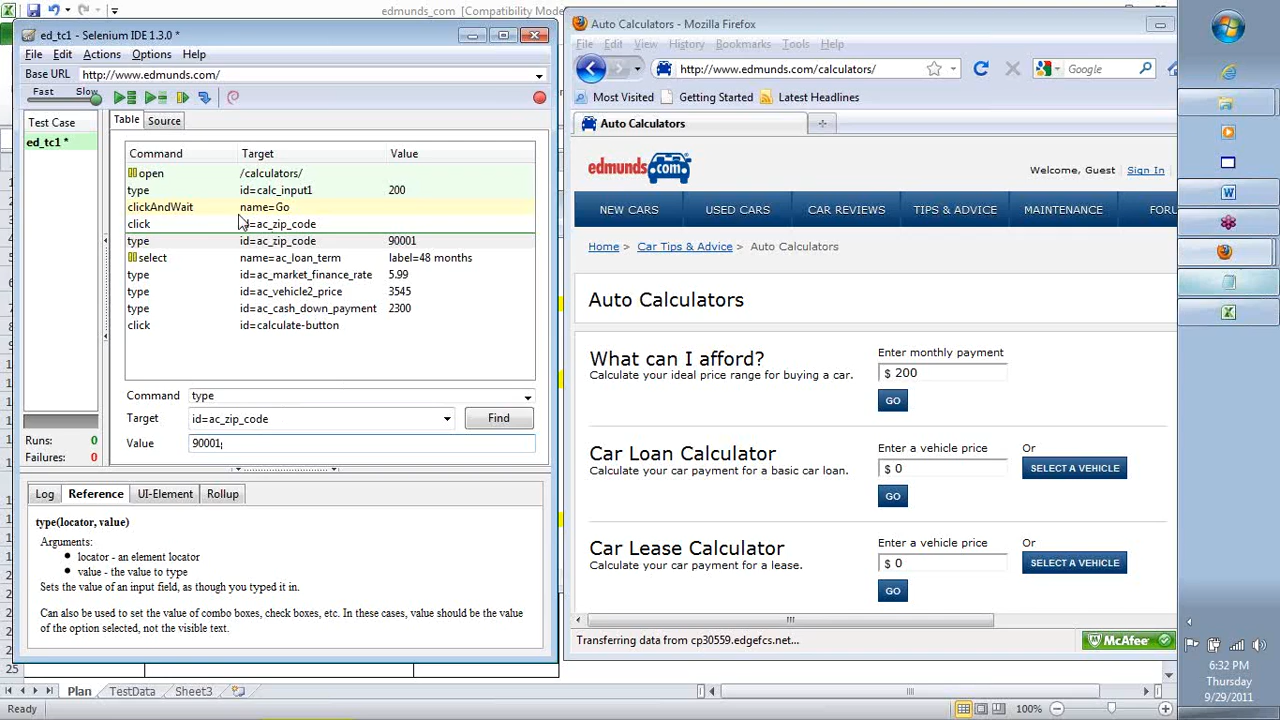 edmunds_com [Compatibility Mode]
ed_tc1 - Selenium IDE 1.3.0 *
File Edit Actions Options Help
Base URL http://www.edmunds.com/
Fast Slow
Test Case
ed_tc1 *
Table Source
Command Target Value
open /calculators/
type id=calc_input1 200
clickAndWait name=Go
click id=ac_zip_code
type id=ac_zip_code 90001
select name=ac_loan_term label=48 months
type id=ac_market_finance_rate 5.99
type id=ac_vehicle2_price 3545
type id=ac_cash_down_payment 2300
click id=calculate-button
Command type
Target id=ac_zip_code Find
Value 90001
Runs: 0
Failures: 0
Log Reference UI-Element Rollup
type(locator, value)
Arguments:
locator - an element locator
value - the value to type
Sets the value of an input field, as though you typed it in.
Can also be used to set the value of combo boxes, check boxes, etc. In these cases, value should be the value
of the option selected, not the visible text.
25
Plan TestData Sheet3
Ready
100%
Auto Calculators - Mozilla Firefox
File Edit View History Bookmarks Tools Help
http://www.edmunds.com/calculators/
Google
Most Visited Getting Started Latest Headlines
Auto Calculators
edmunds.com
Welcome, Guest Sign In
NEW CARS USED CARS CAR REVIEWS TIPS & ADVICE MAINTENANCE FORU
Home > Car Tips & Advice > Auto Calculators
Auto Calculators
What can I afford?
Calculate your ideal price range for buying a car.
Enter monthly payment
$ 200
GO
Car Loan Calculator
Calculate your car payment for a basic car loan.
Enter a vehicle price Or
$ 0 SELECT A VEHICLE
GO
Car Lease Calculator
Calculate your car payment for a lease.
Enter a vehicle price Or
$ 0 SELECT A VEHICLE
GO
Transferring data from cp30559.edgefcs.net...
McAfee
6:32 PM
Thursday
9/29/2011